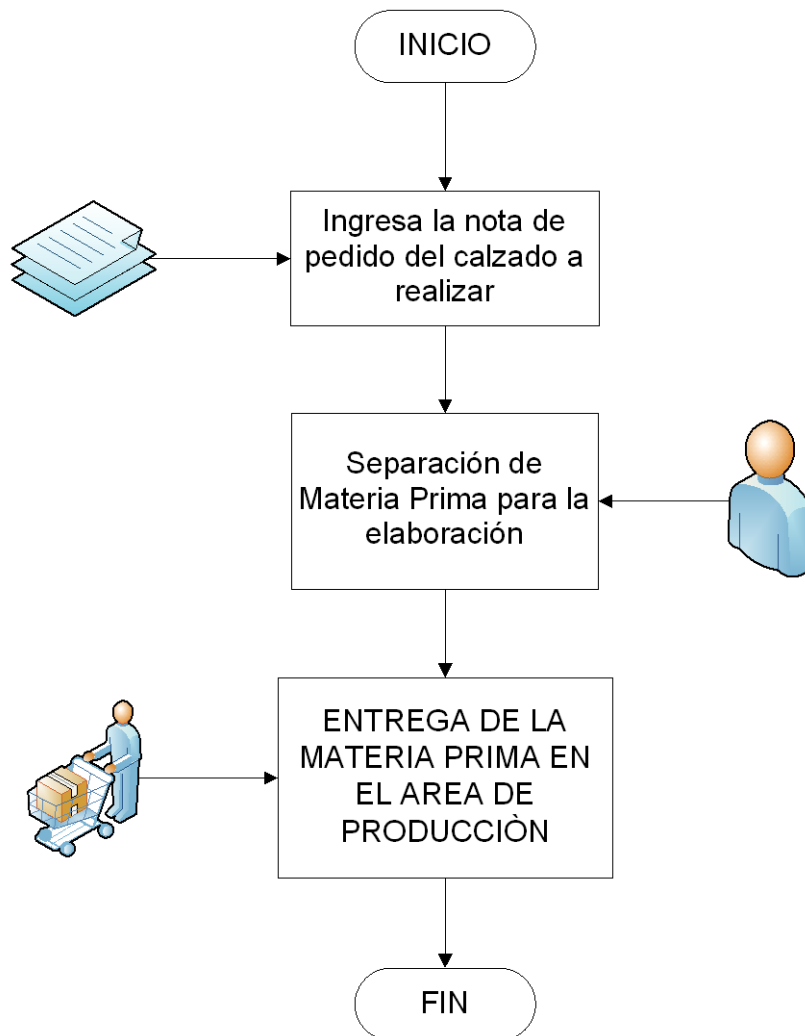 INICIO
Ingresa la nota de
pedido del calzado a
realizar
Separación de
Materia Prima para la
elaboración
ENTREGA DE LA
MATERIA PRIMA EN
EL AREA DE
PRODUCCIÒN
FIN